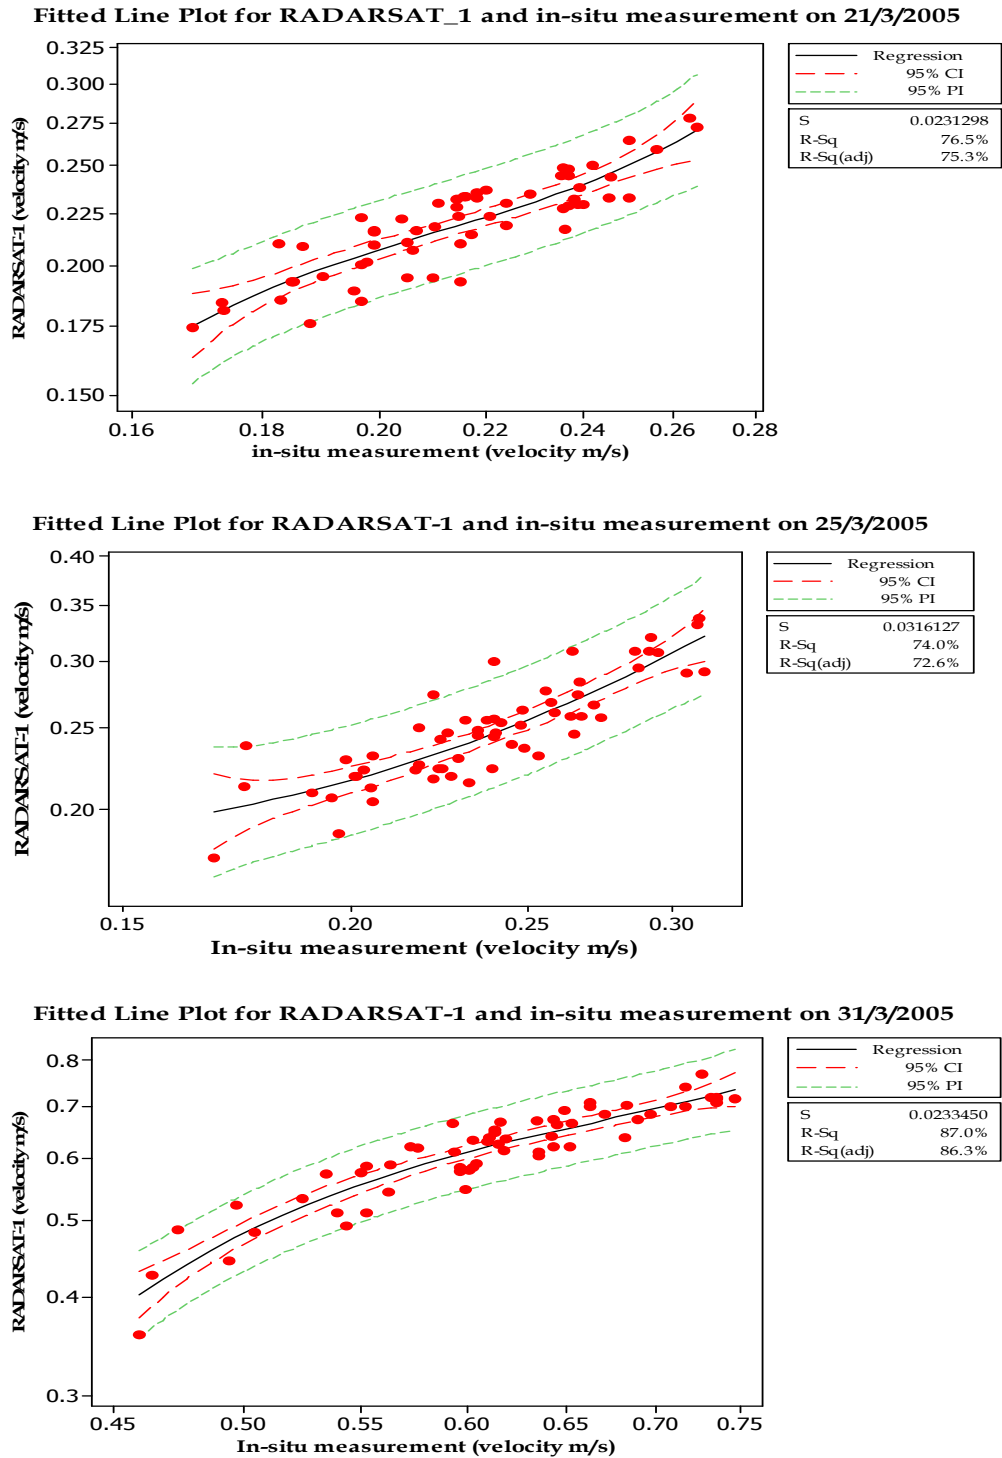 Fitted Line Plot for RADARSAT_1 and in-situ measurement on 21/3/2005
0.325
0.300
0.275
0.250
0.225
0.200
0.175
0.150
RADARSAT-1 (velocity m/s)
0.16 0.18 0.20 0.22 0.24 0.26 0.28
in-situ measurement (velocity m/s)
Regression
95% CI
95% PI
S 0.0231298
R-Sq 76.5%
R-Sq(adj) 75.3%
Fitted Line Plot for RADARSAT-1 and in-situ measurement on 25/3/2005
0.40
0.35
0.30
0.25
0.20
RADARSAT-1 (velocity m/s)
0.15 0.20 0.25 0.30
In-situ measurement (velocity m/s)
Regression
95% CI
95% PI
S 0.0316127
R-Sq 74.0%
R-Sq(adj) 72.6%
Fitted Line Plot for RADARSAT-1 and in-situ measurement on 31/3/2005
0.8
0.7
0.6
0.5
0.4
0.3
RADARSAT-1 (velocity m/s)
0.45 0.50 0.55 0.60 0.65 0.70 0.75
In-situ measurement (velocity m/s)
Regression
95% CI
95% PI
S 0.0233450
R-Sq 87.0%
R-Sq(adj) 86.3%